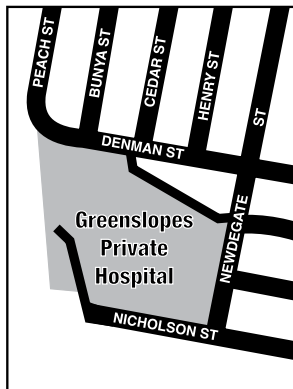 PEACH ST
BUNYA ST
CEDAR ST
HENRY ST
NEWDEGATE ST
DENMAN ST
Greenslopes
Private
Hospital
NICHOLSON ST